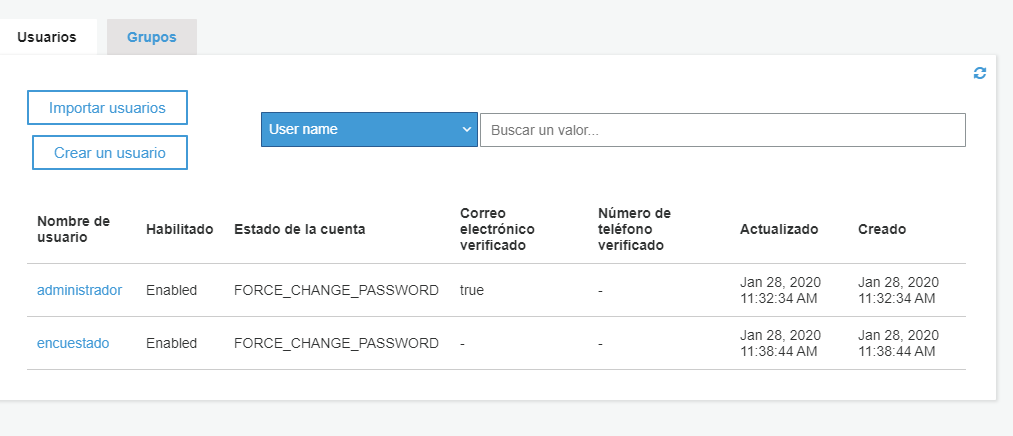 Usuarios
Grupos
Importar usuarios
Crear un usuario
User name
Buscar un valor...
Nombre de
usuario
Habilitado
Estado de la cuenta
Correo
electrónico
verificado
Número de
teléfono
verificado
Actualizado
Creado
administrador
Enabled
FORCE_CHANGE_PASSWORD
true
-
Jan 28, 2020
11:32:34 AM
Jan 28, 2020
11:32:34 AM
encuestado
Enabled
FORCE_CHANGE_PASSWORD
-
-
Jan 28, 2020
11:38:44 AM
Jan 28, 2020
11:38:44 AM